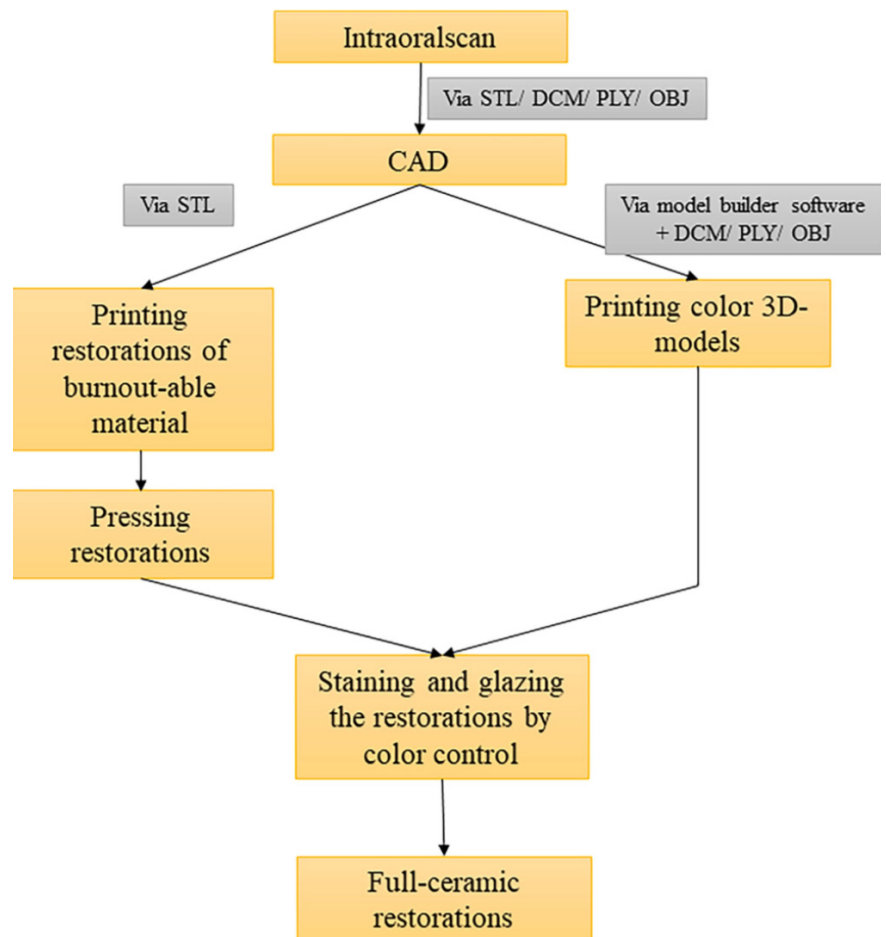 Intraoralscan
Via STL/ DCM/ PLY/ OBJ
CAD
Via STL
Via model builder software
+ DCM/ PLY/ OBJ
Printing
restorations of
burnout-able
material
Printing color 3D-
models
Pressing
restorations
Staining and glazing
the restorations by
color control
Full-ceramic
restorations